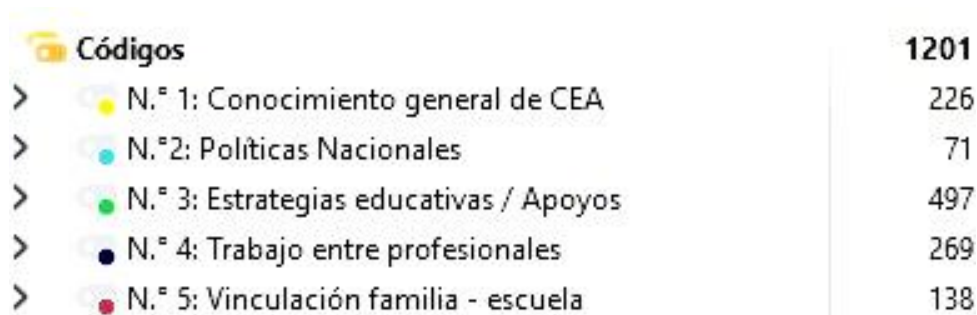 Códigos 1201
N.° 1: Conocimiento general de CEA 226
N.°2: Políticas Nacionales 71
N.° 3: Estrategias educativas / Apoyos 497
N.° 4: Trabajo entre profesionales 269
N.° 5: Vinculación familia - escuela 138